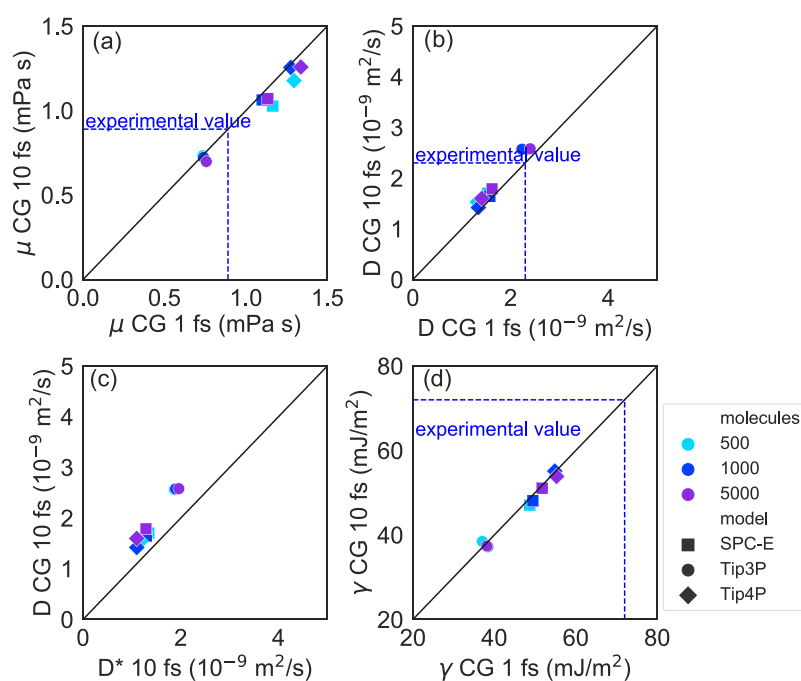 (a)
1.5
1.0
0.5
0.0
experimental value
μ CG 10 fs (mPa s)
0.0 0.5 1.0 1.5
μ CG 1 fs (mPa s)
(b)
5
4
3
2
1
0
experimental value
D CG 10 fs (10⁻⁹ m²/s)
0 2 4
D CG 1 fs (10⁻⁹ m²/s)
(c)
5
4
3
2
1
0
D CG 10 fs (10⁻⁹ m²/s)
0 2 4
D* 10 fs (10⁻⁹ m²/s)
(d)
80
60
40
20
experimental value
γ CG 10 fs (mJ/m²)
20 40 60 80
γ CG 1 fs (mJ/m²)
molecules
500
1000
5000
model
SPC-E
Tip3P
Tip4P